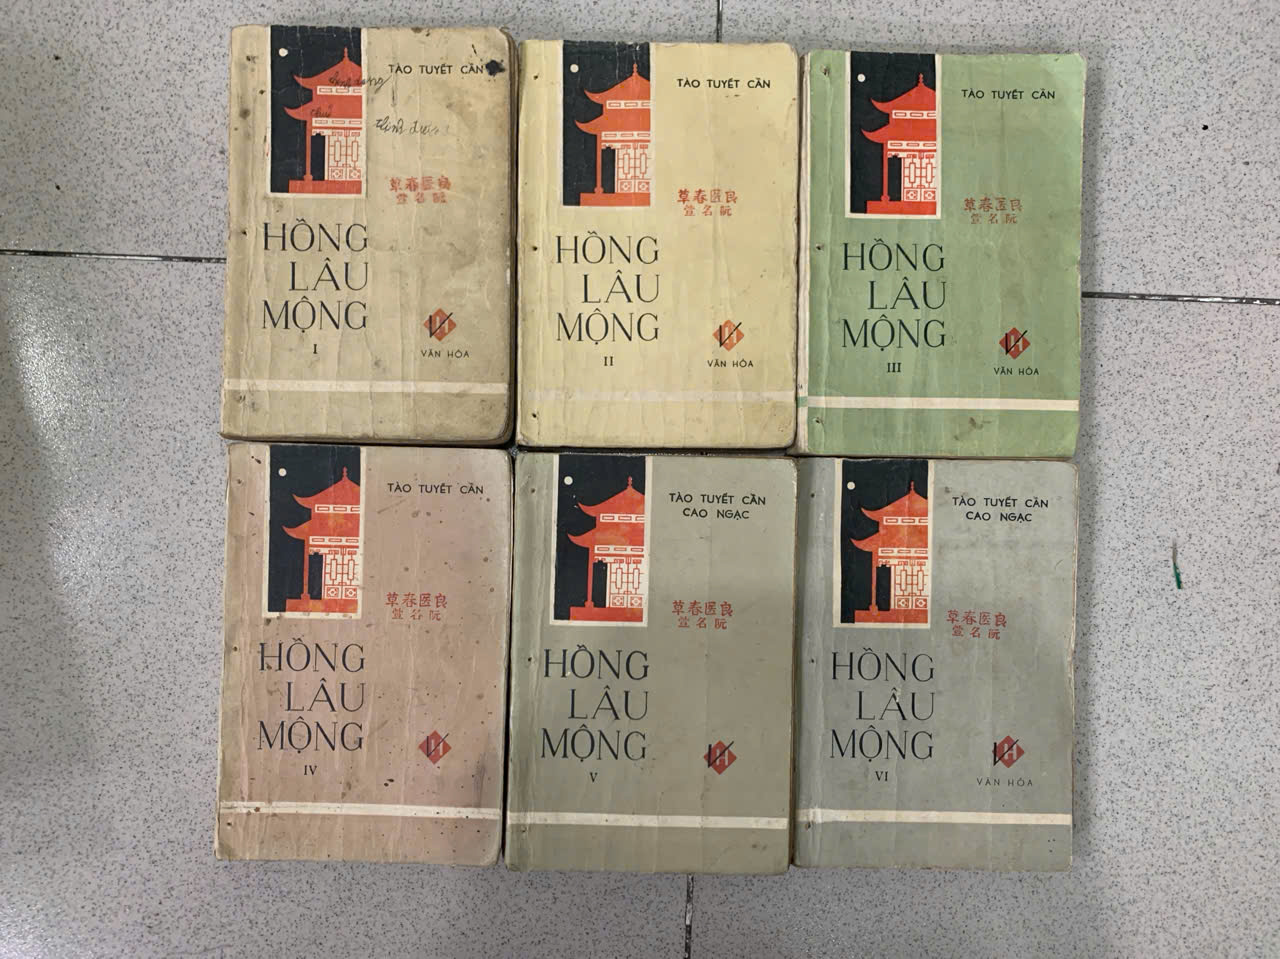 TÀO TUYẾT CẦN
草春医良
萱名阮
HỒNG
LÂU
MỘNG
I
VĂN HÓA
TÀO TUYẾT CẦN
草春医良
萱名阮
HỒNG
LÂU
MỘNG
II
VĂN HÓA
TÀO TUYẾT CẦN
草春医良
萱名阮
HỒNG
LÂU
MỘNG
III
VĂN HÓA
TÀO TUYẾT CẦN
草春医良
萱名阮
HỒNG
LÂU
MỘNG
IV
TÀO TUYẾT CẦN
CAO NGẠC
草春医良
萱名阮
HỒNG
LÂU
MỘNG
V
TÀO TUYẾT CẦN
CAO NGẠC
草春医良
萱名阮
HỒNG
LÂU
MỘNG
VI
VĂN HÓA